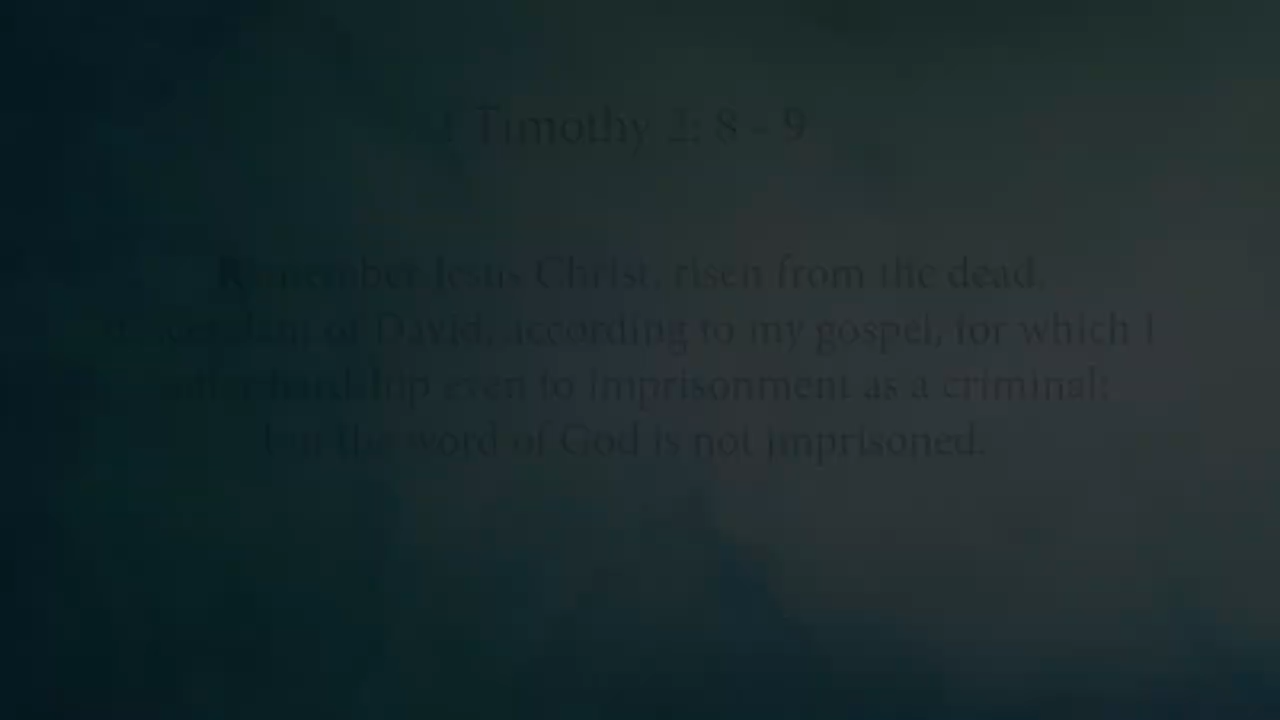 Timothy 2: 8 - 9
Remember Jesus Christ, risen from the dead,
descendant of David, according to my gospel, for which I
suffer hardship even to imprisonment as a criminal;
but the word of God is not imprisoned.